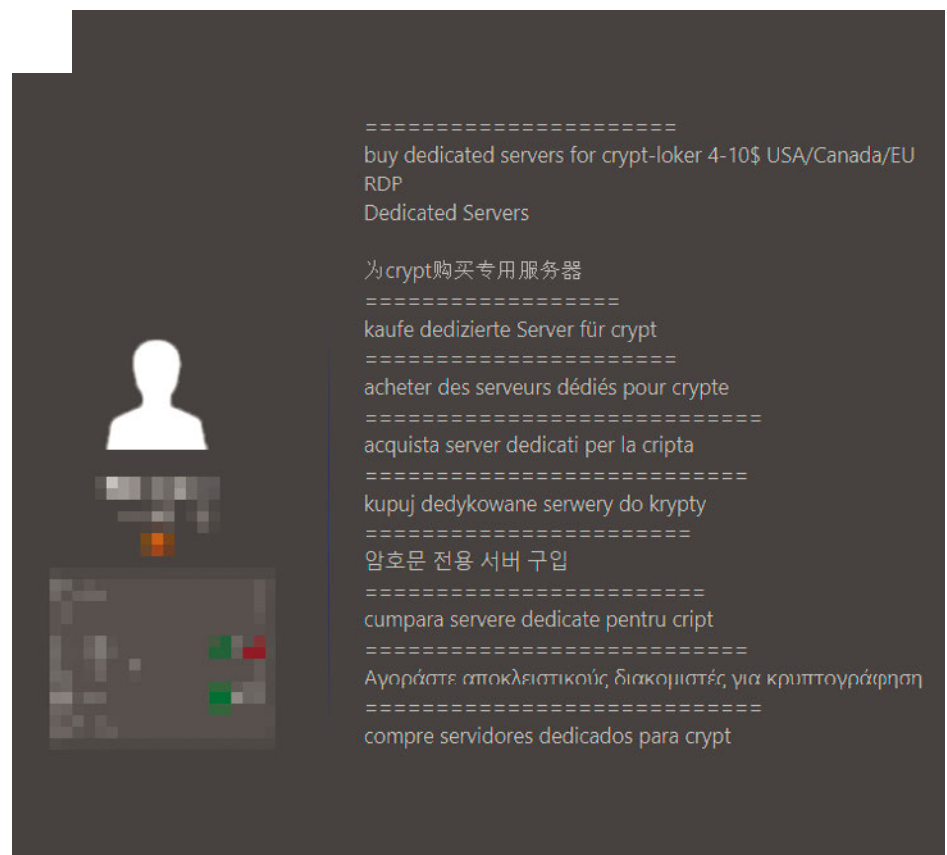 ======================
buy dedicated servers for crypt-loker 4-10$ USA/Canada/EU
RDP
Dedicated Servers
为crypt购买专用服务器
==================
kaufe dedizierte Server für crypt
======================
acheter des serveurs dédiés pour crypte
============================
acquista server dedicati per la cripta
===========================
kupuj dedykowane serwery do krypty
=======================
암호문 전용 서버 구입
========================
cumpara servere dedicate pentru cript
===========================
Αγοράστε αποκλειστικούς διακομιστές για κρυπτογράφηση
============================
compre servidores dedicados para crypt